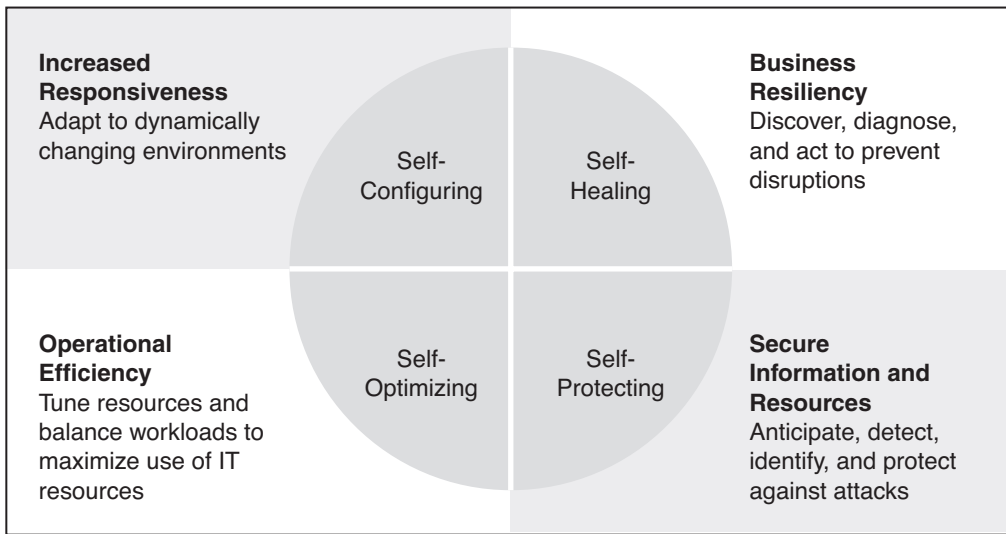 Increased
Responsiveness
Adapt to dynamically
changing environments
Self-
Configuring
Self-
Healing
Business
Resiliency
Discover, diagnose,
and act to prevent
disruptions
Operational
Efficiency
Tune resources and
balance workloads to
maximize use of IT
resources
Self-
Optimizing
Self-
Protecting
Secure
Information and
Resources
Anticipate, detect,
identify, and protect
against attacks